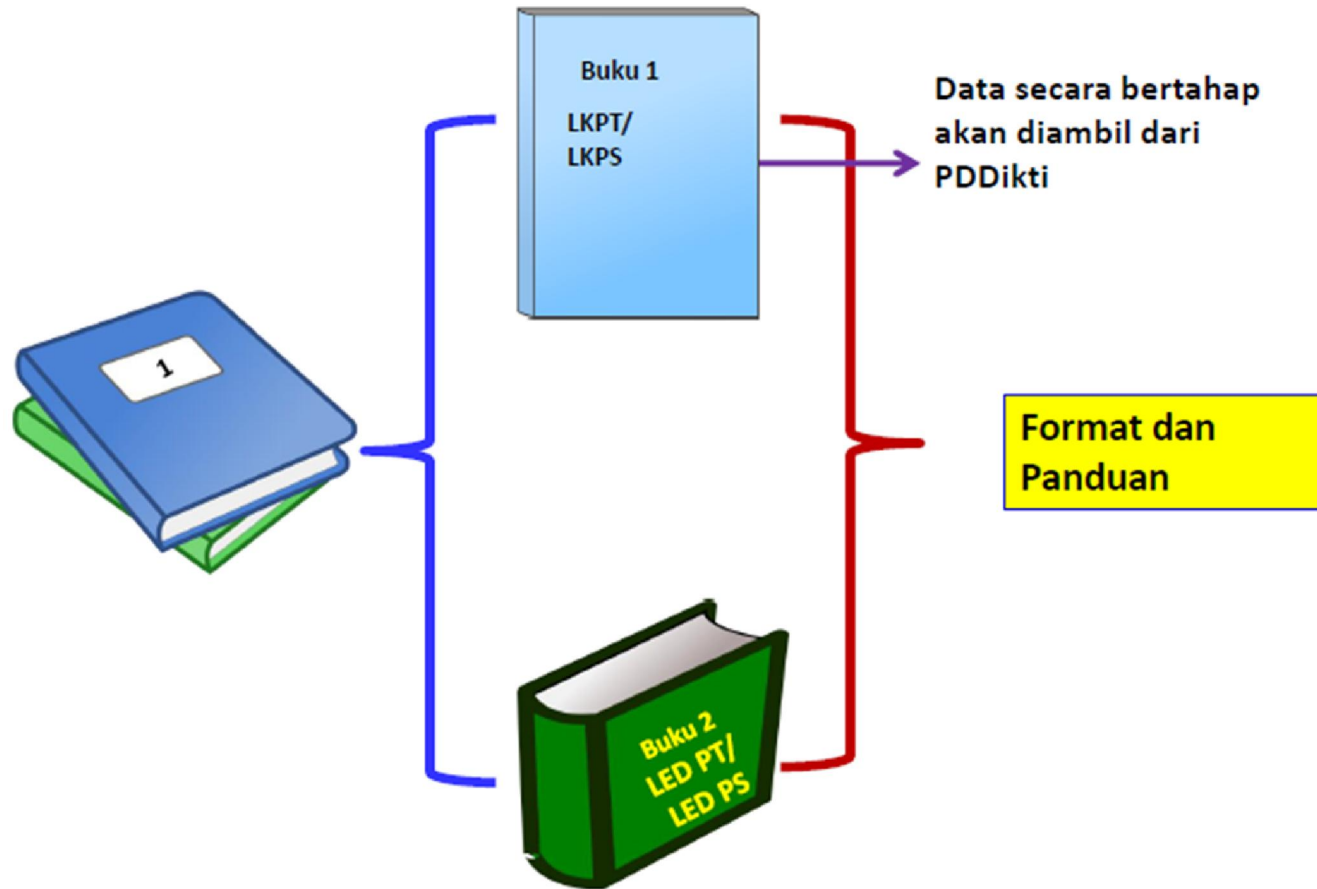 1
Buku 1
LKPT/
LKPS
Data secara bertahap
akan diambil dari
PDDikti
Format dan
Panduan
Buku 2
LED PT/
LED PS